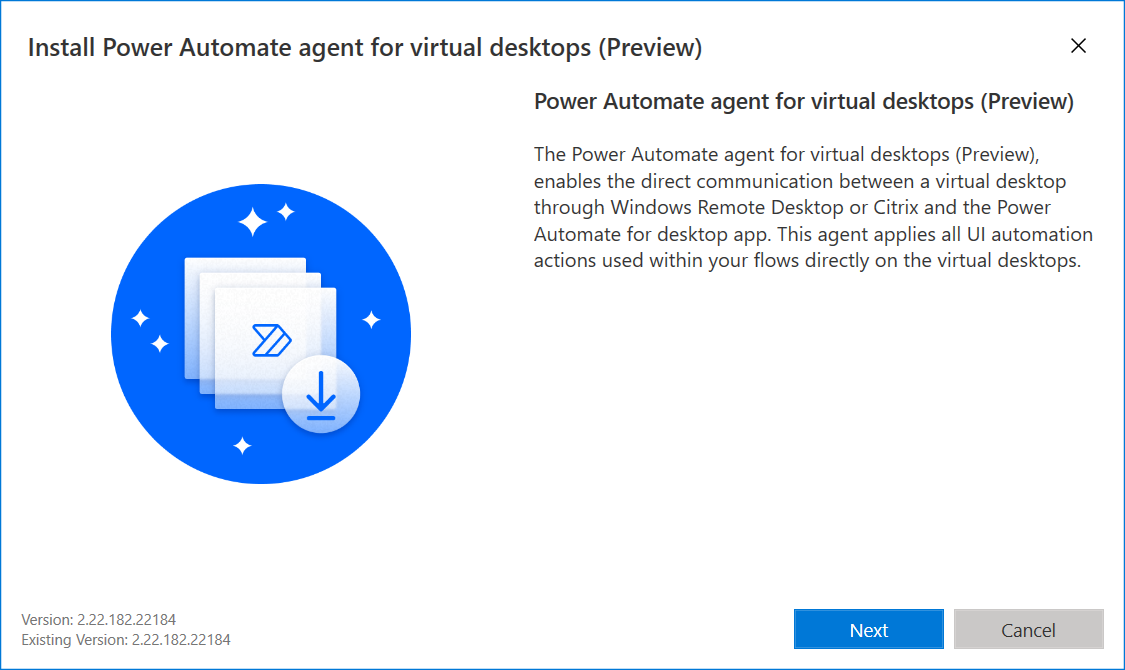 Install Power Automate agent for virtual desktops (Preview)
Power Automate agent for virtual desktops (Preview)
The Power Automate agent for virtual desktops (Preview),
enables the direct communication between a virtual desktop
through Windows Remote Desktop or Citrix and the Power
Automate for desktop app. This agent applies all UI automation
actions used within your flows directly on the virtual desktops.
Version: 2.22.182.22184
Existing Version: 2.22.182.22184
Next
Cancel